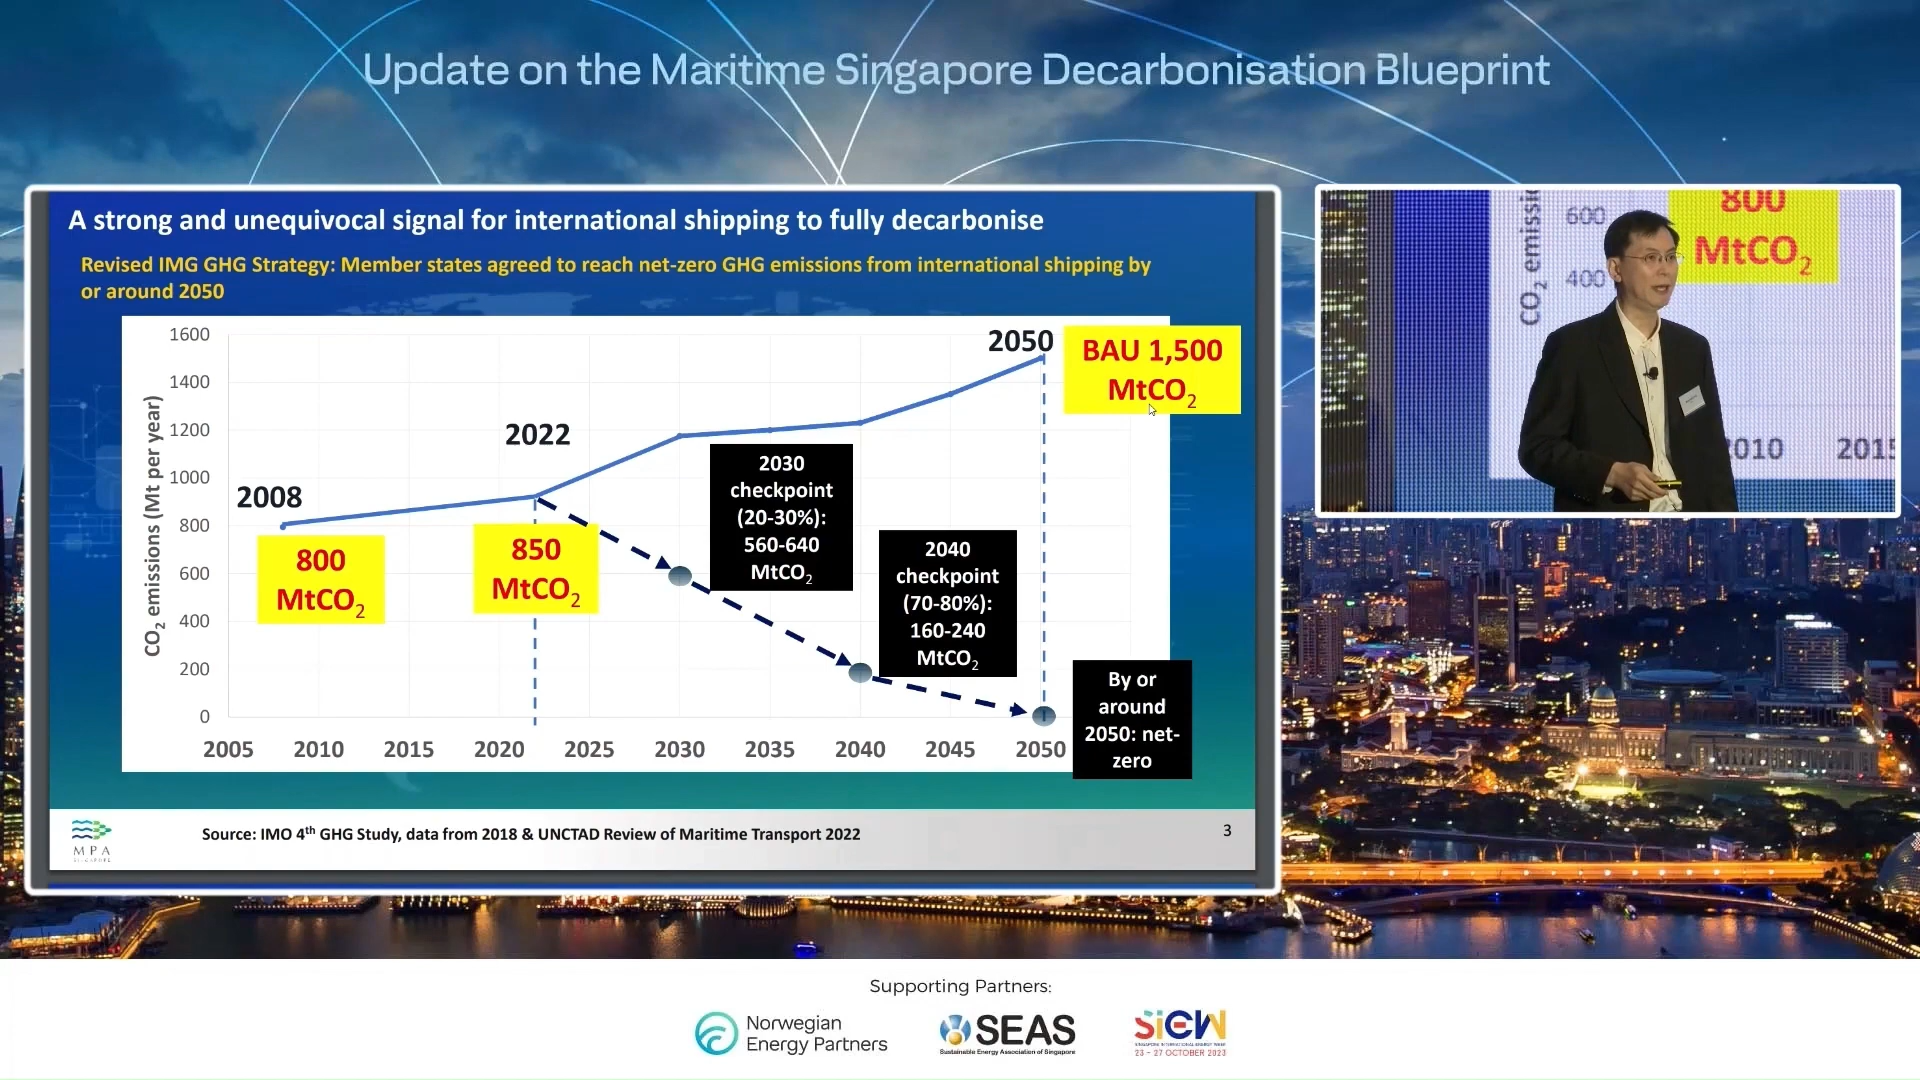 Update on the Maritime Singapore Decarbonisation Blueprint
A strong and unequivocal signal for international shipping to fully decarbonise
Revised IMG GHG Strategy: Member states agreed to reach net-zero GHG emissions from international shipping by
or around 2050
CO2 emissions (Mt per year)
1600
1400
1200
1000
800
600
400
200
0
2005
2010
2015
2020
2025
2030
2035
2040
2045
2050
2008
800
MtCO2
2022
850
MtCO2
2030
checkpoint
(20-30%):
560-640
MtCO2
2040
checkpoint
(70-80%):
160-240
MtCO2
2050
BAU 1,500
MtCO2
By or
around
2050: net-
zero
MPA
SINGAPORE
Source: IMO 4th GHG Study, data from 2018 & UNCTAD Review of Maritime Transport 2022
3
600
400
CO2 emissi
800
MtCO2
2010
2015
Supporting Partners:
Norwegian
Energy Partners
SEAS
Sustainable Energy Association of Singapore
SIEW
SINGAPORE INTERNATIONAL ENERGY WEEK
23 - 27 OCTOBER 2023